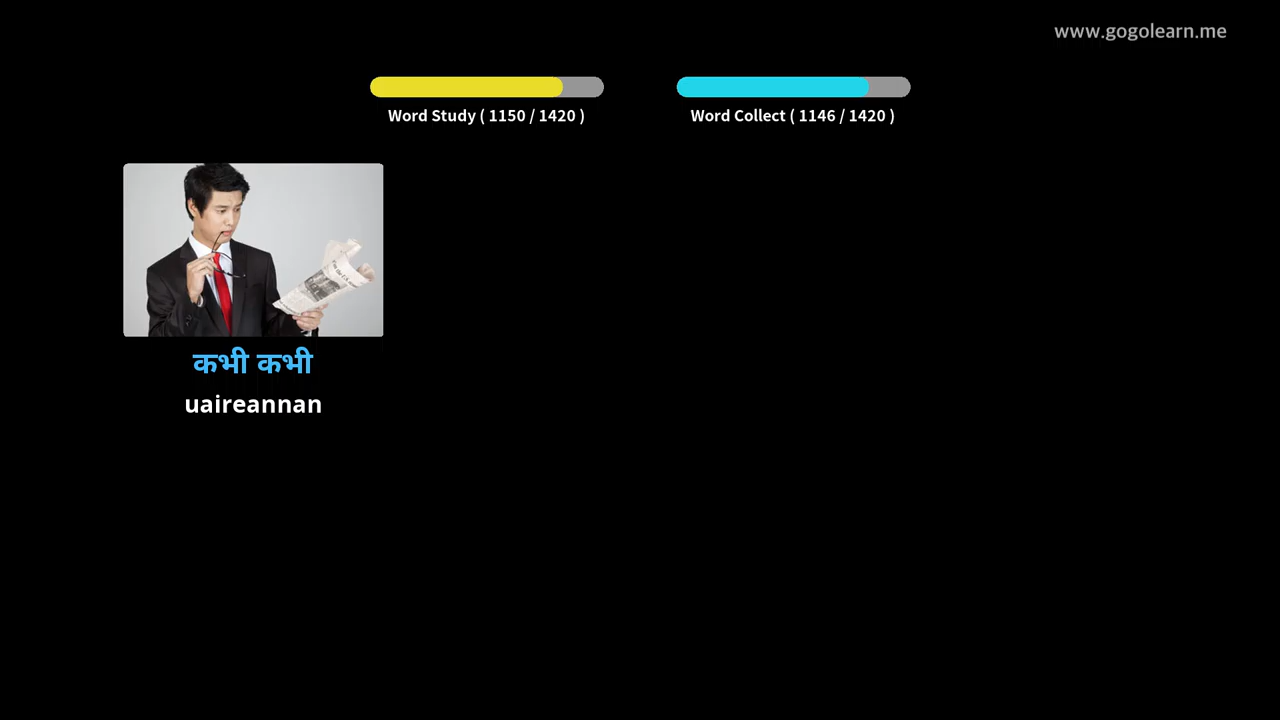 www.gogolearn.me
Word Study ( 1150 / 1420 )
Word Collect ( 1146 / 1420 )
कभी कभी
uaireannan